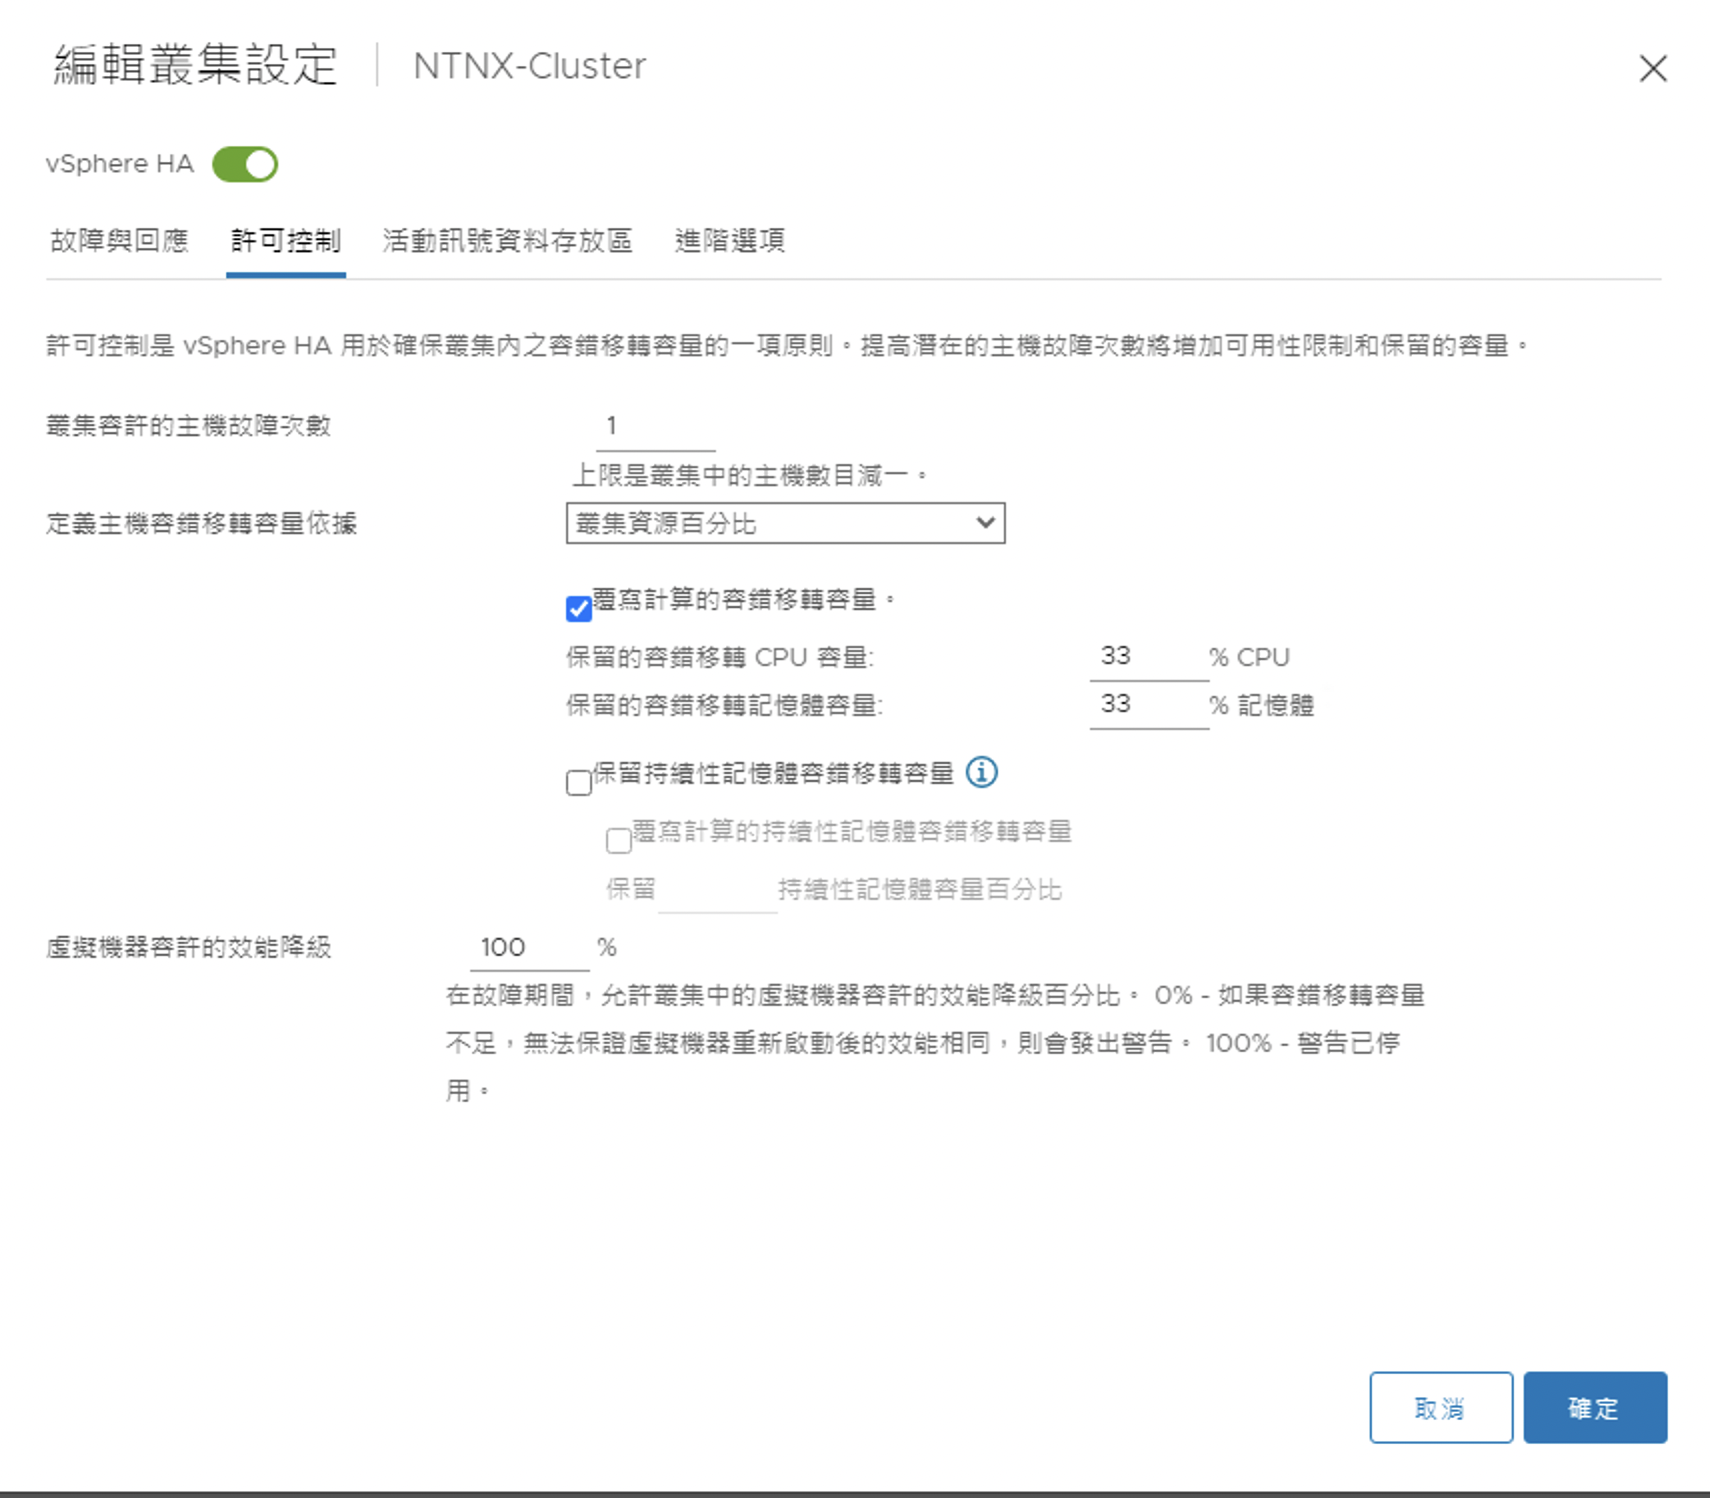 編輯叢集設定 | NTNX-Cluster
vSphere HA
故障與回應 許可控制 活動訊號資料存放區 進階選項
許可控制是 vSphere HA 用於確保叢集內之容錯移轉容量的一項原則。提高潛在的主機故障次數將增加可用性限制和保留的容量。
叢集容許的主機故障次數 1
上限是叢集中的主機數目減一。
定義主機容錯移轉容量依據 叢集資源百分比
覆寫計算的容錯移轉容量。
保留的容錯移轉 CPU 容量: 33 % CPU
保留的容錯移轉記憶體容量: 33 % 記憶體
保留持續性記憶體容錯移轉容量
覆寫計算的持續性記憶體容錯移轉容量
保留 持續性記憶體容量百分比
虛擬機器容許的效能降級 100 %
在故障期間，允許叢集中的虛擬機器容許的效能降級百分比。 0% - 如果容錯移轉容量
不足，無法保證虛擬機器重新啟動後的效能相同，則會發出警告。 100% - 警告已停
用。
取消 確定